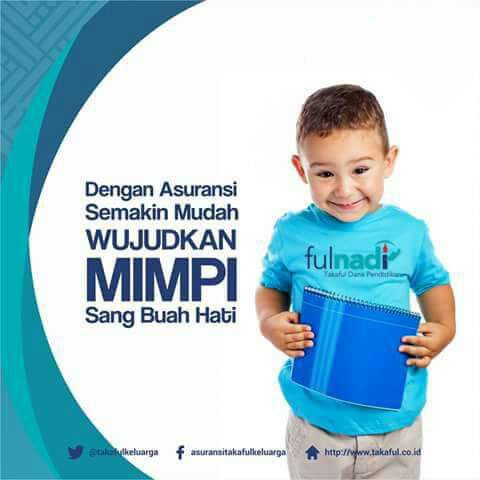 Dengan Asuransi
Semakin Mudah
WUJUDKAN
MIMPI
Sang Buah Hati
fulnadi
Takaful Dana Pendidikan
@takafulkeluarga
asuransitakafulkeluarga
http://www.takaful.co.id